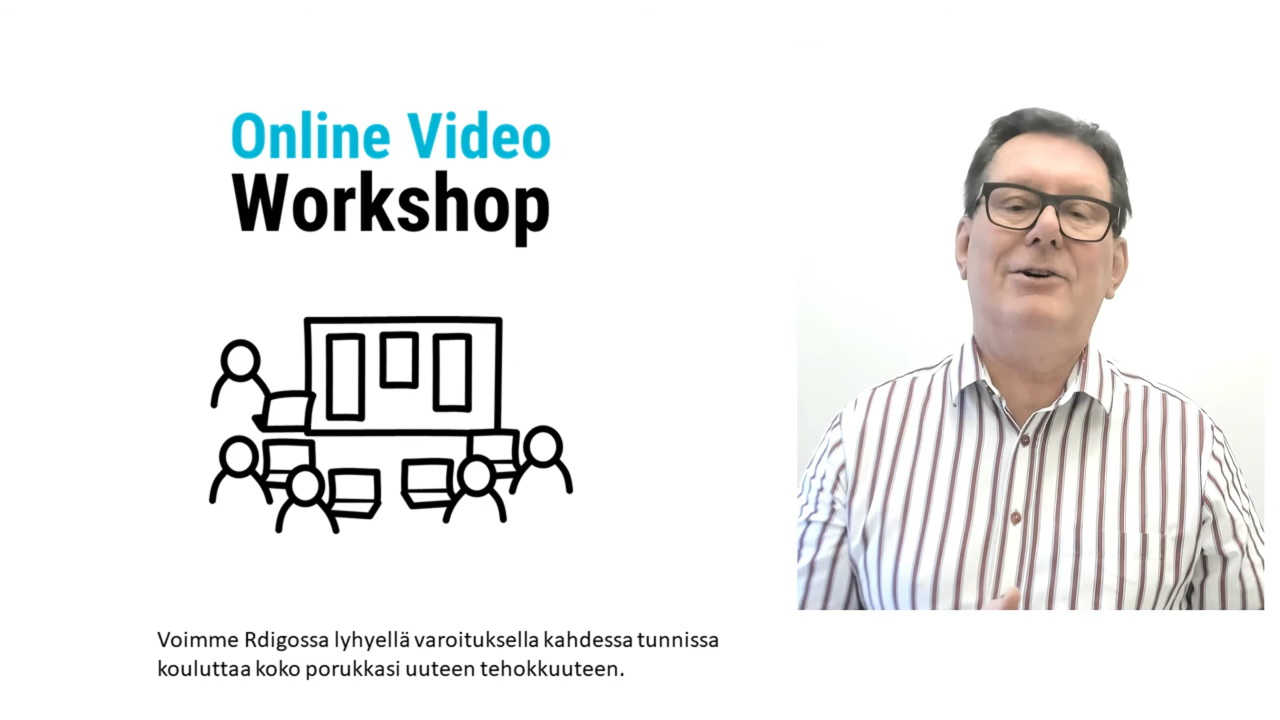 Online Video
Workshop
Voimme Rdigossa lyhyellä varoituksella kahdessa tunnissa
kouluttaa koko porukkasi uuteen tehokkuuteen.